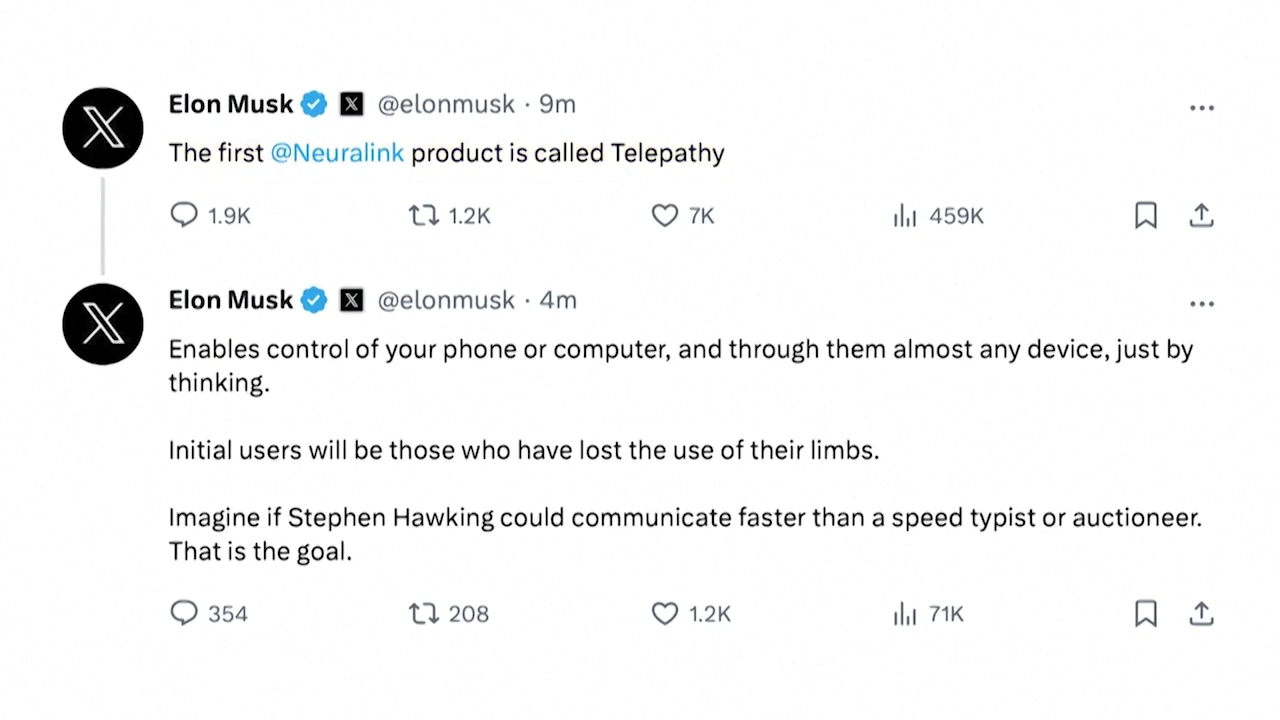 Elon Musk @elonmusk · 9m
The first @Neuralink product is called Telepathy
1.9K 1.2K 7K 459K
Elon Musk @elonmusk · 4m
Enables control of your phone or computer, and through them almost any device, just by
thinking.
Initial users will be those who have lost the use of their limbs.
Imagine if Stephen Hawking could communicate faster than a speed typist or auctioneer.
That is the goal.
354 208 1.2K 71K